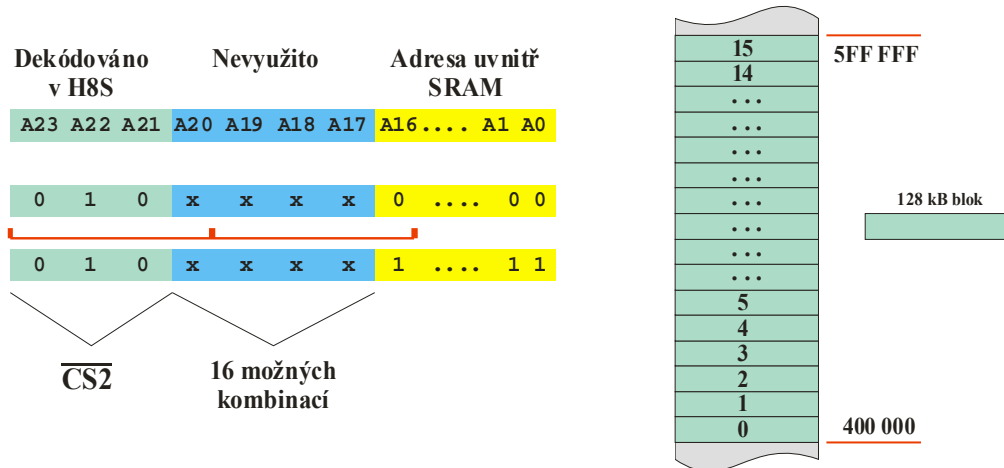 Dekódováno
v H8S
Nevyužito
Adresa uvnitř
SRAM
A23 A22 A21 A20 A19 A18 A17 A16.... A1 A0
0 1 0 x x x x 0 .... 0 0
0 1 0 x x x x 1 .... 1 1
CS2
16 možných
kombinací
15
14
...
...
...
...
...
...
...
...
5
4
3
2
1
0
5FF FFF
400 000
128 kB blok